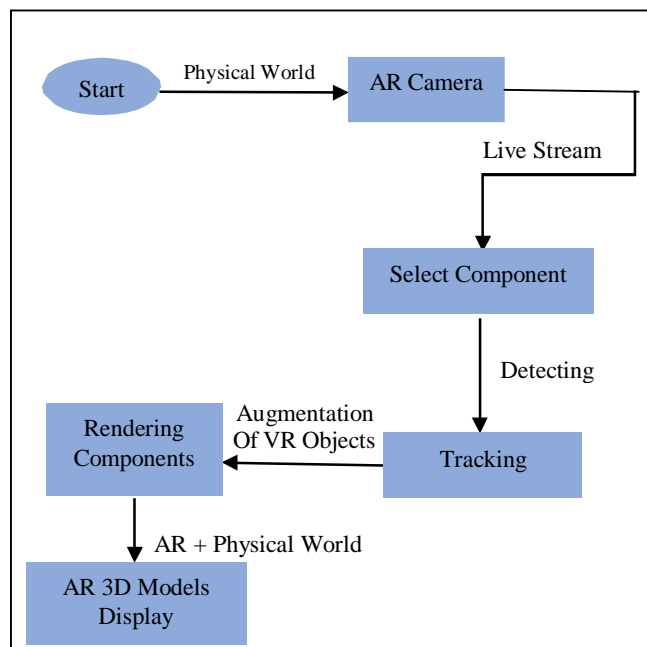 Start
Physical World
AR Camera
Live Stream
Select Component
Detecting
Tracking
Augmentation
Of VR Objects
Rendering
Components
AR + Physical World
AR 3D Models
Display